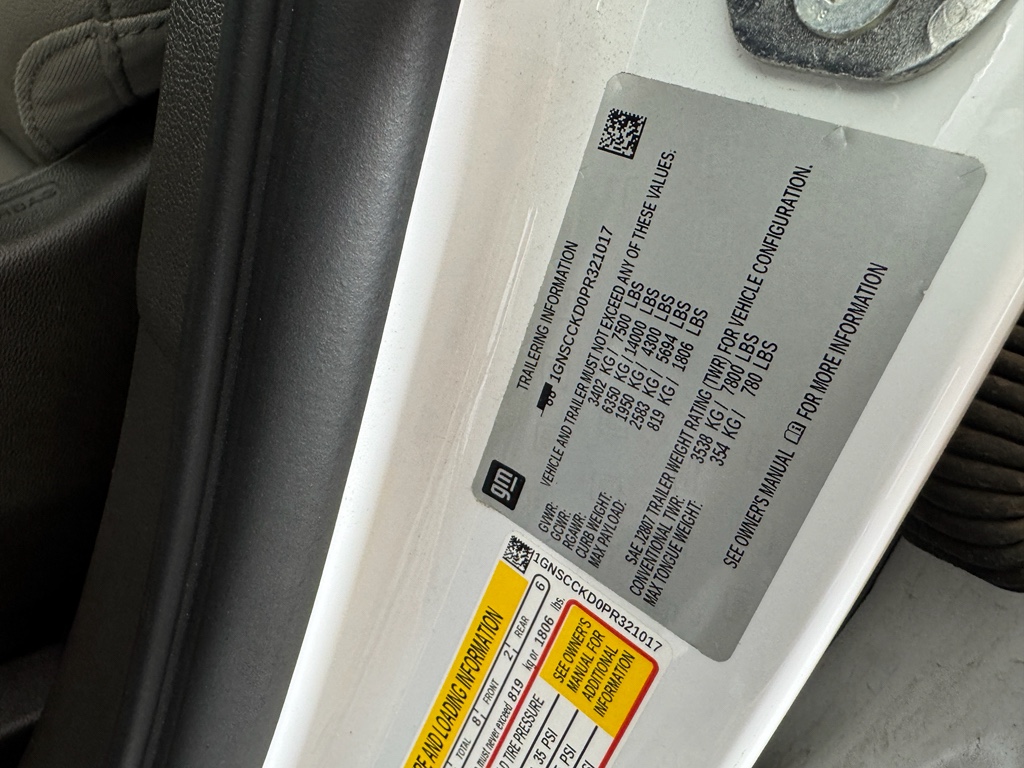 gm
TRAILERING INFORMATION
1GNSCCKD0PR321017
VEHICLE AND TRAILER MUST NOT EXCEED ANY OF THESE VALUES:
GVWR: 3402 KG / 7500 LBS
GCWR: 6350 KG / 14000 LBS
RGAWR: 1950 KG / 4300 LBS
CURB WEIGHT: 2583 KG / 5694 LBS
MAX PAYLOAD: 819 KG / 1806 LBS
SAE J2807 TRAILER WEIGHT RATING (TWR) FOR VEHICLE CONFIGURATION.
CONVENTIONAL TWR: 3538 KG / 7800 LBS
MAX TONGUE WEIGHT: 354 KG / 780 LBS
SEE OWNER'S MANUAL FOR MORE INFORMATION
AND LOADING INFORMATION
TOTAL 8 FRONT 2 REAR 6
must never exceed 819 kg or 1806 lbs.
TIRE PRESSURE
35 PSI
PSI
SEE OWNER'S
MANUAL FOR
ADDITIONAL
INFORMATION
1GNSCCKD0PR321017